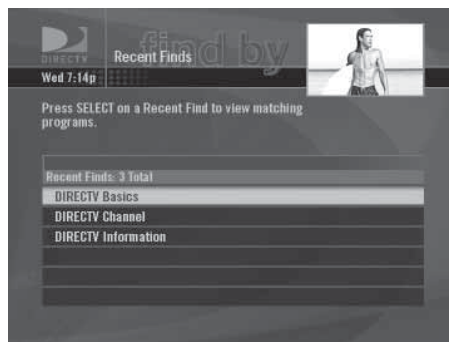 find by
DIRECTV
Recent Finds
Wed 7:14p
Press SELECT on a Recent Find to view matching
programs.
Recent Finds: 3 Total
DIRECTV Basics
DIRECTV Channel
DIRECTV Information